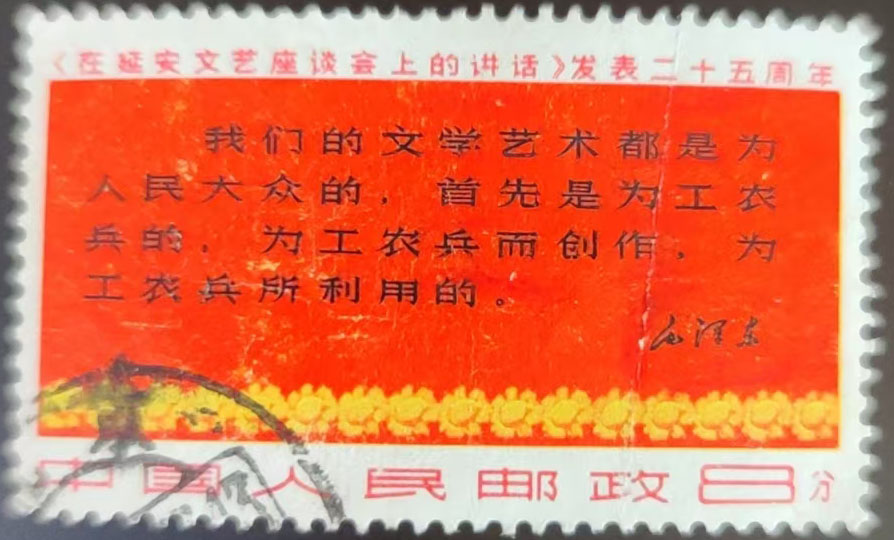 《在延安文艺座谈会上的讲话》发表二十五周年
我们的文学艺术都是为
人民大众的，首先是为工农
兵的，为工农兵而创作，为
工农兵所利用的。
毛泽东
中国人民邮政 8分